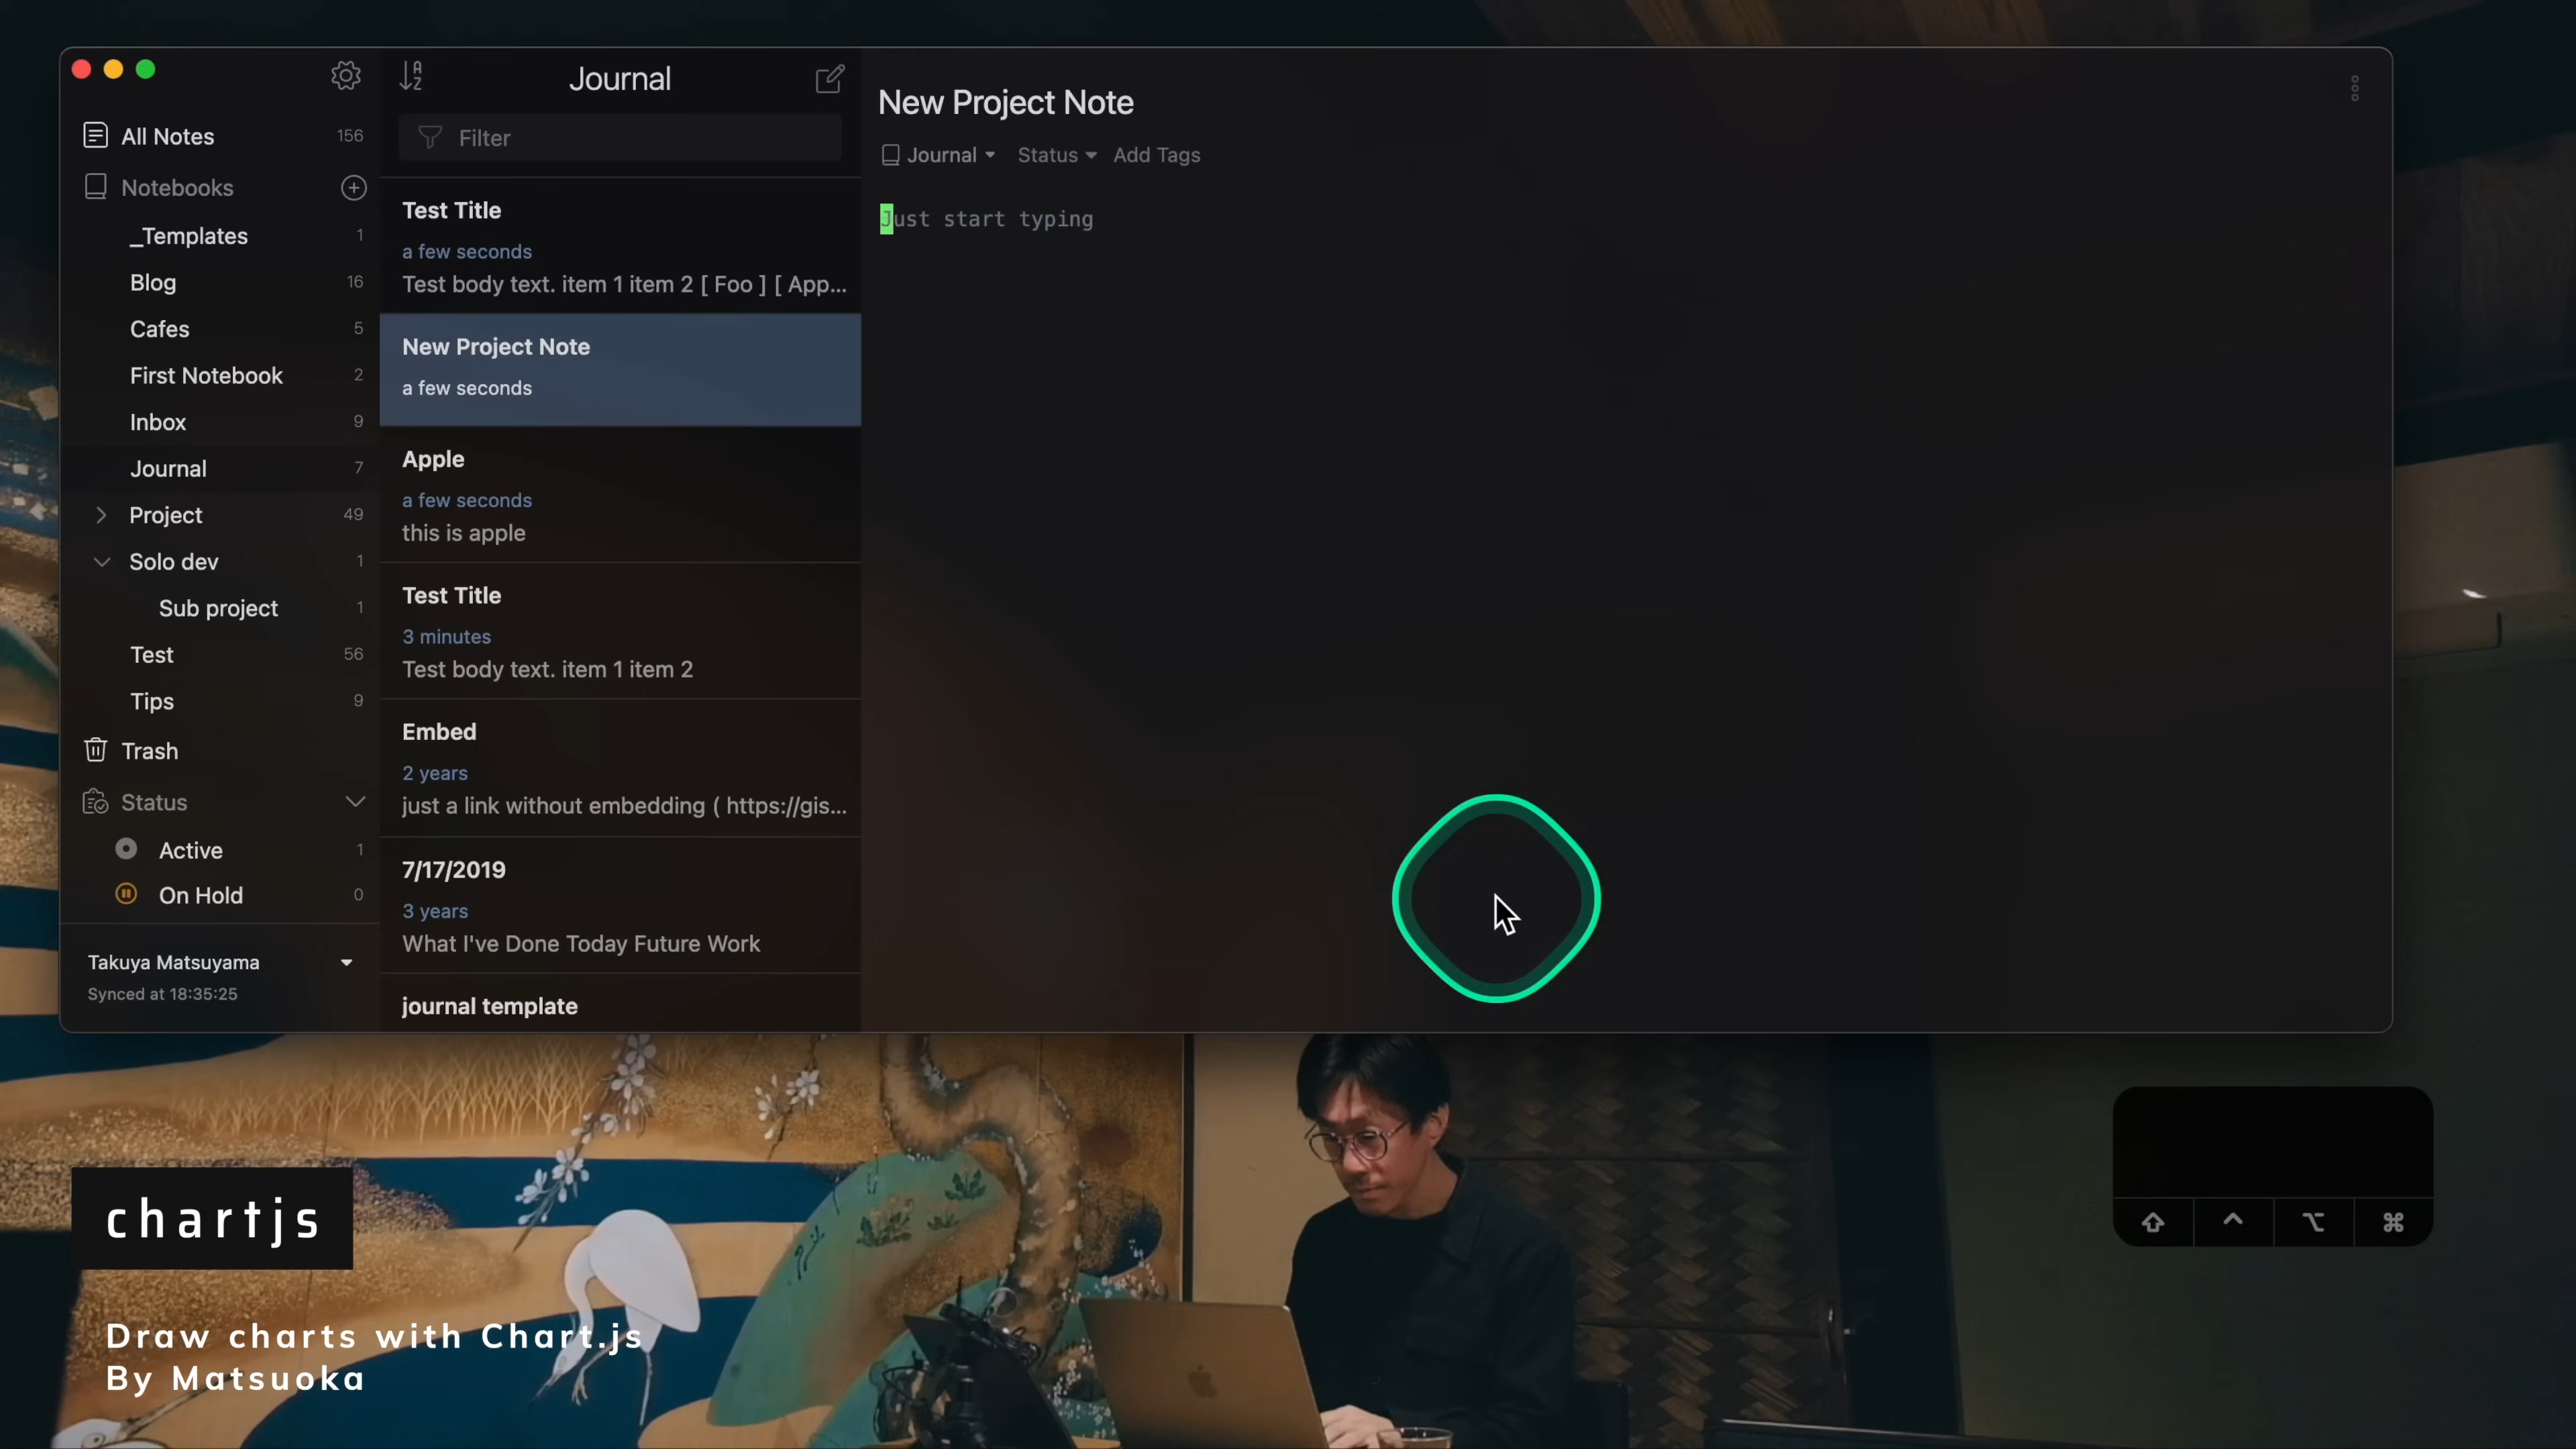 All Notes 156
Notebooks
_Templates 1
Blog 16
Cafes 5
First Notebook 2
Inbox 9
Journal 7
Project 49
Solo dev 1
Sub project 1
Test 56
Tips 9
Trash
Status
Active 1
On Hold 0
Takuya Matsuyama
Synced at 18:35:25
Journal
Filter
Test Title
a few seconds
Test body text. item 1 item 2 [ Foo ] [ App...
New Project Note
a few seconds
Apple
a few seconds
this is apple
Test Title
3 minutes
Test body text. item 1 item 2
Embed
2 years
just a link without embedding ( https://gis...
7/17/2019
3 years
What I've Done Today Future Work
journal template
New Project Note
Journal Status Add Tags
Just start typing
chartjs
Draw charts with Chart.js
By Matsuoka